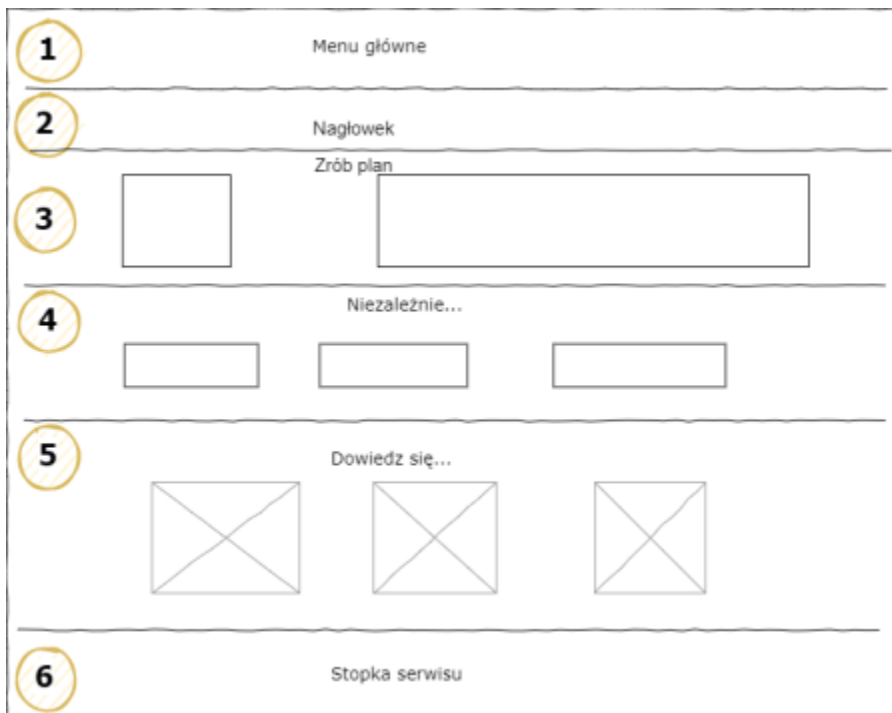 1
Menu główne
2
Nagłowek
Zrób plan
3
4
Niezależnie...
5
Dowiedz się...
6
Stopka serwisu